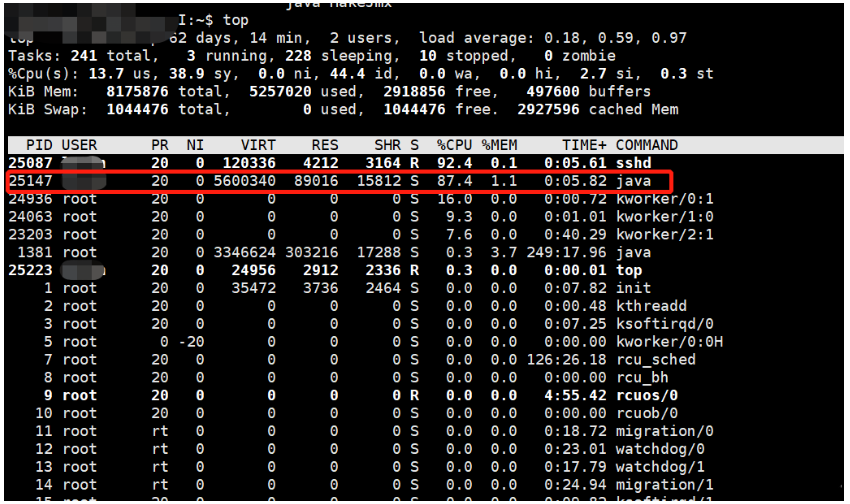 I:~$ top
62 days, 14 min,  2 users,  load average: 0.18, 0.59, 0.97
Tasks: 241 total,   3 running, 228 sleeping,  10 stopped,   0 zombie
%Cpu(s): 13.7 us, 38.9 sy,  0.0 ni, 44.4 id,  0.0 wa,  0.0 hi,  2.7 si,  0.3 st
KiB Mem:   8175876 total,  5257020 used,  2918856 free,   497600 buffers
KiB Swap:  1044476 total,        0 used,  1044476 free.  2927596 cached Mem
PID USER      PR  NI    VIRT    RES    SHR S  %CPU %MEM     TIME+ COMMAND
25087           20   0  120336   4212   3164 R  92.4  0.1   0:05.61 sshd
25147           20   0 5600340  89016  15812 S  87.4  1.1   0:05.82 java
24936 root      20   0       0      0      0 S  16.0  0.0   0:00.72 kworker/0:1
24063 root      20   0       0      0      0 S   9.3  0.0   0:01.01 kworker/1:0
23203 root      20   0       0      0      0 S   7.6  0.0   0:40.29 kworker/2:1
1381 root      20   0 3346624 303216  17288 S   0.3  3.7 249:17.96 java
25223           20   0   24956   2912   2336 R   0.3  0.0   0:00.01 top
1 root      20   0   35472   3736   2464 S   0.0  0.0   0:07.82 init
2 root      20   0       0      0      0 S   0.0  0.0   0:00.48 kthreadd
3 root      20   0       0      0      0 S   0.0  0.0   0:07.25 ksoftirqd/0
5 root       0 -20       0      0      0 S   0.0  0.0   0:00.00 kworker/0:0H
7 root      20   0       0      0      0 S   0.0  0.0 126:26.18 rcu_sched
8 root      20   0       0      0      0 S   0.0  0.0   0:00.00 rcu_bh
9 root      20   0       0      0      0 R   0.0  0.0   4:55.42 rcuos/0
10 root      20   0       0      0      0 S   0.0  0.0   0:00.00 rcuob/0
11 root      rt   0       0      0      0 S   0.0  0.0   0:18.72 migration/0
12 root      rt   0       0      0      0 S   0.0  0.0   0:23.01 watchdog/0
13 root      rt   0       0      0      0 S   0.0  0.0   0:17.79 watchdog/1
14 root      rt   0       0      0      0 S   0.0  0.0   0:24.94 migration/1